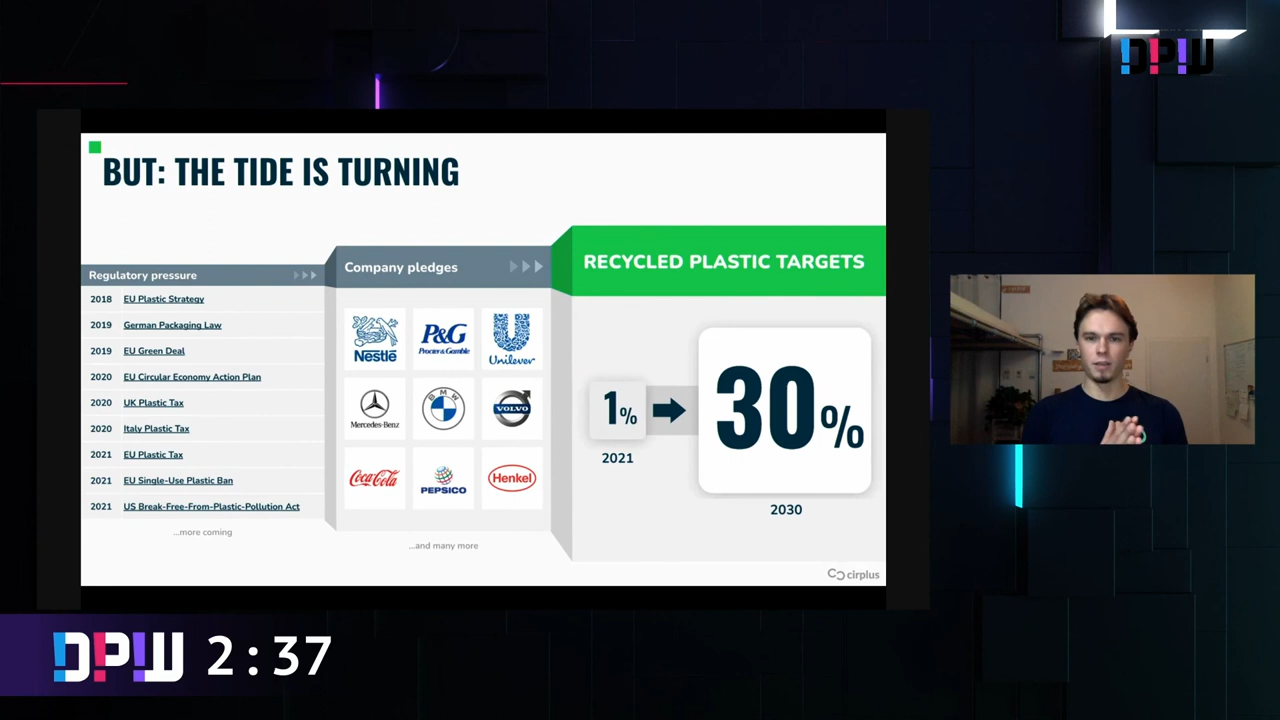 DPW
BUT: THE TIDE IS TURNING
Regulatory pressure
2018 EU Plastic Strategy
2019 German Packaging Law
2019 EU Green Deal
2020 EU Circular Economy Action Plan
2020 UK Plastic Tax
2020 Italy Plastic Tax
2021 EU Plastic Tax
2021 EU Single-Use Plastic Ban
2021 US Break-Free-From-Plastic-Pollution Act
...more coming
Company pledges
Nestlé
P&G
Procter & Gamble
Unilever
Mercedes-Benz
BMW
VOLVO
Coca-Cola
PEPSICO
Henkel
...and many more
RECYCLED PLASTIC TARGETS
1%
2021
30%
2030
cirplus
DPW 2:37